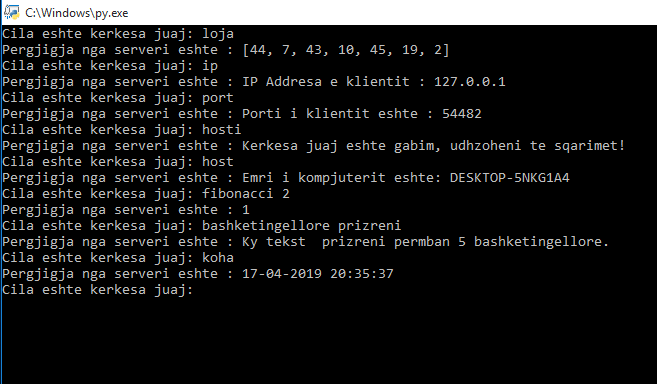 C:\Windows\py.exe
Cila eshte kerkesa juaj: loja
Pergjigja nga serveri eshte : [44, 7, 43, 10, 45, 19, 2]
Cila eshte kerkesa juaj: ip
Pergjigja nga serveri eshte : IP Addresa e klientit : 127.0.0.1
Cila eshte kerkesa juaj: port
Pergjigja nga serveri eshte : Porti i klientit eshte : 54482
Cila eshte kerkesa juaj: hosti
Pergjigja nga serveri eshte : Kerkesa juaj eshte gabim, udhzoheni te sqarimet!
Cila eshte kerkesa juaj: host
Pergjigja nga serveri eshte : Emri i kompjuterit eshte: DESKTOP-5NKG1A4
Cila eshte kerkesa juaj: fibonacci 2
Pergjigja nga serveri eshte : 1
Cila eshte kerkesa juaj: bashketingellore prizreni
Pergjigja nga serveri eshte : Ky tekst  prizreni permban 5 bashketingellore.
Cila eshte kerkesa juaj: koha
Pergjigja nga serveri eshte : 17-04-2019 20:35:37
Cila eshte kerkesa juaj: